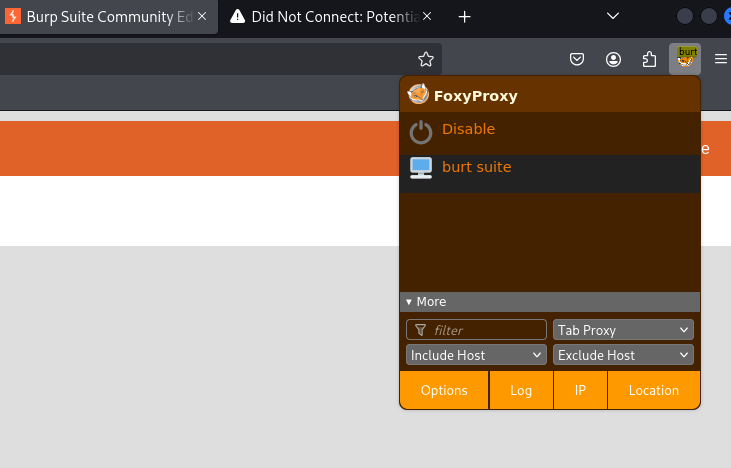 Burp Suite Community Ed
Did Not Connect: Potentia
burt
FoxyProxy
Disable
burt suite
e
More
filter
Tab Proxy
Include Host
Exclude Host
Options
Log
IP
Location